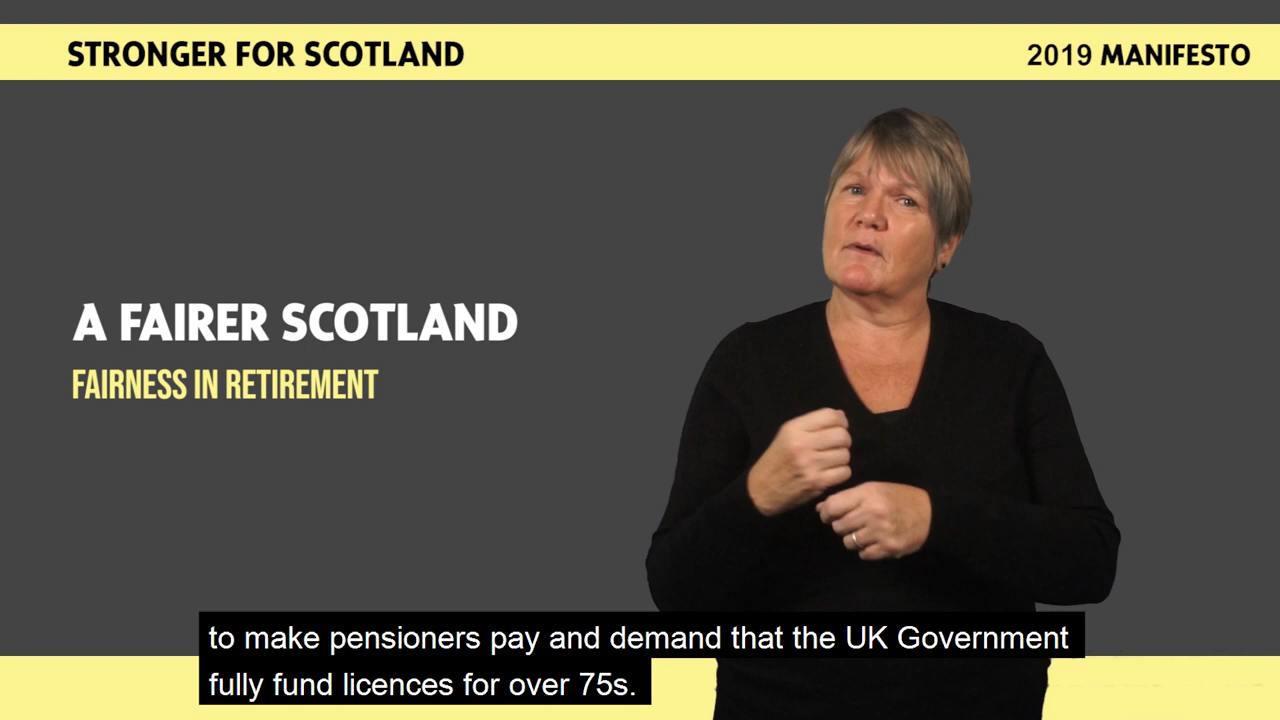 STRONGER FOR SCOTLAND
2019 MANIFESTO
A FAIRER SCOTLAND
FAIRNESS IN RETIREMENT
to make pensioners pay and demand that the UK Government
fully fund licences for over 75s.